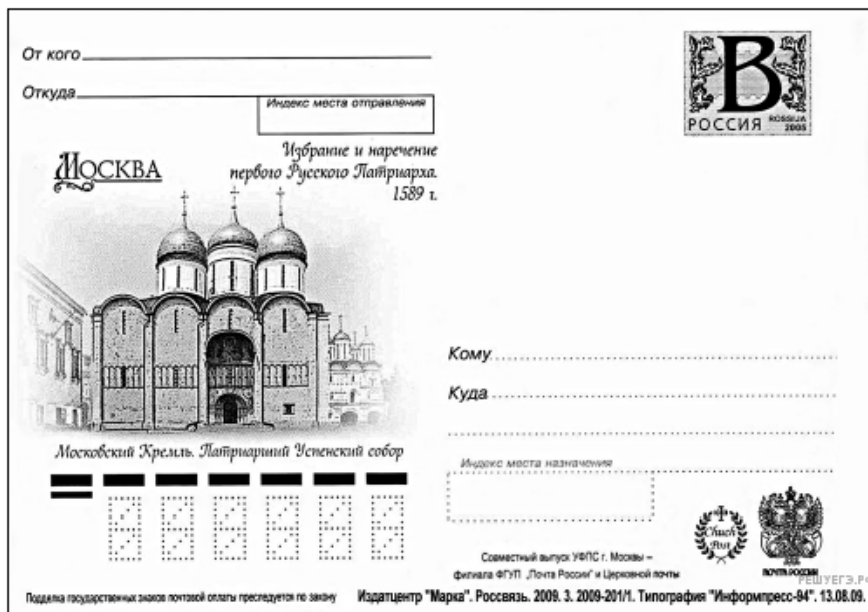 От кого
Откуда
Индекс места отправления
В
РОССИЯ
ROSSIJA
2005
МОСКВА
Избрание и наречение
первого Русского Патриарха.
1589 г.
Московский Кремль. Патриарший Успенский собор
Кому
Куда
Индекс места назначения
Chuch
Post
ПОЧТА РОССИИ
РЕШУЕГЭ.РФ
Совместный выпуск УФПС г. Москвы –
филиала ФГУП „Почта России" и Церковной почты
Подделка государственных знаков почтовой оплаты преследуется по закону
Издатцентр "Марка". Россвязь. 2009. 3. 2009-201/1. Типография "Информпресс-94". 13.08.09.